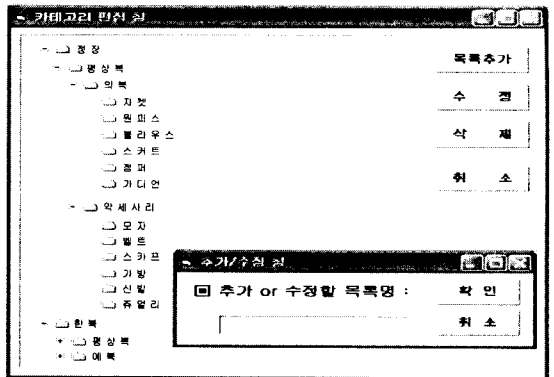 카테고리 편집 창
정장
목록추가
평상복
의복
수 정
자켓
원피스
블라우스
삭 제
스커트
점퍼
가디언
취 소
악세사리
모자
벨트
스카프
추가/수정 창
가방
신발
쥬얼리
추가 or 수정할 목록명 :
확 인
취 소
한복
평상복
예복